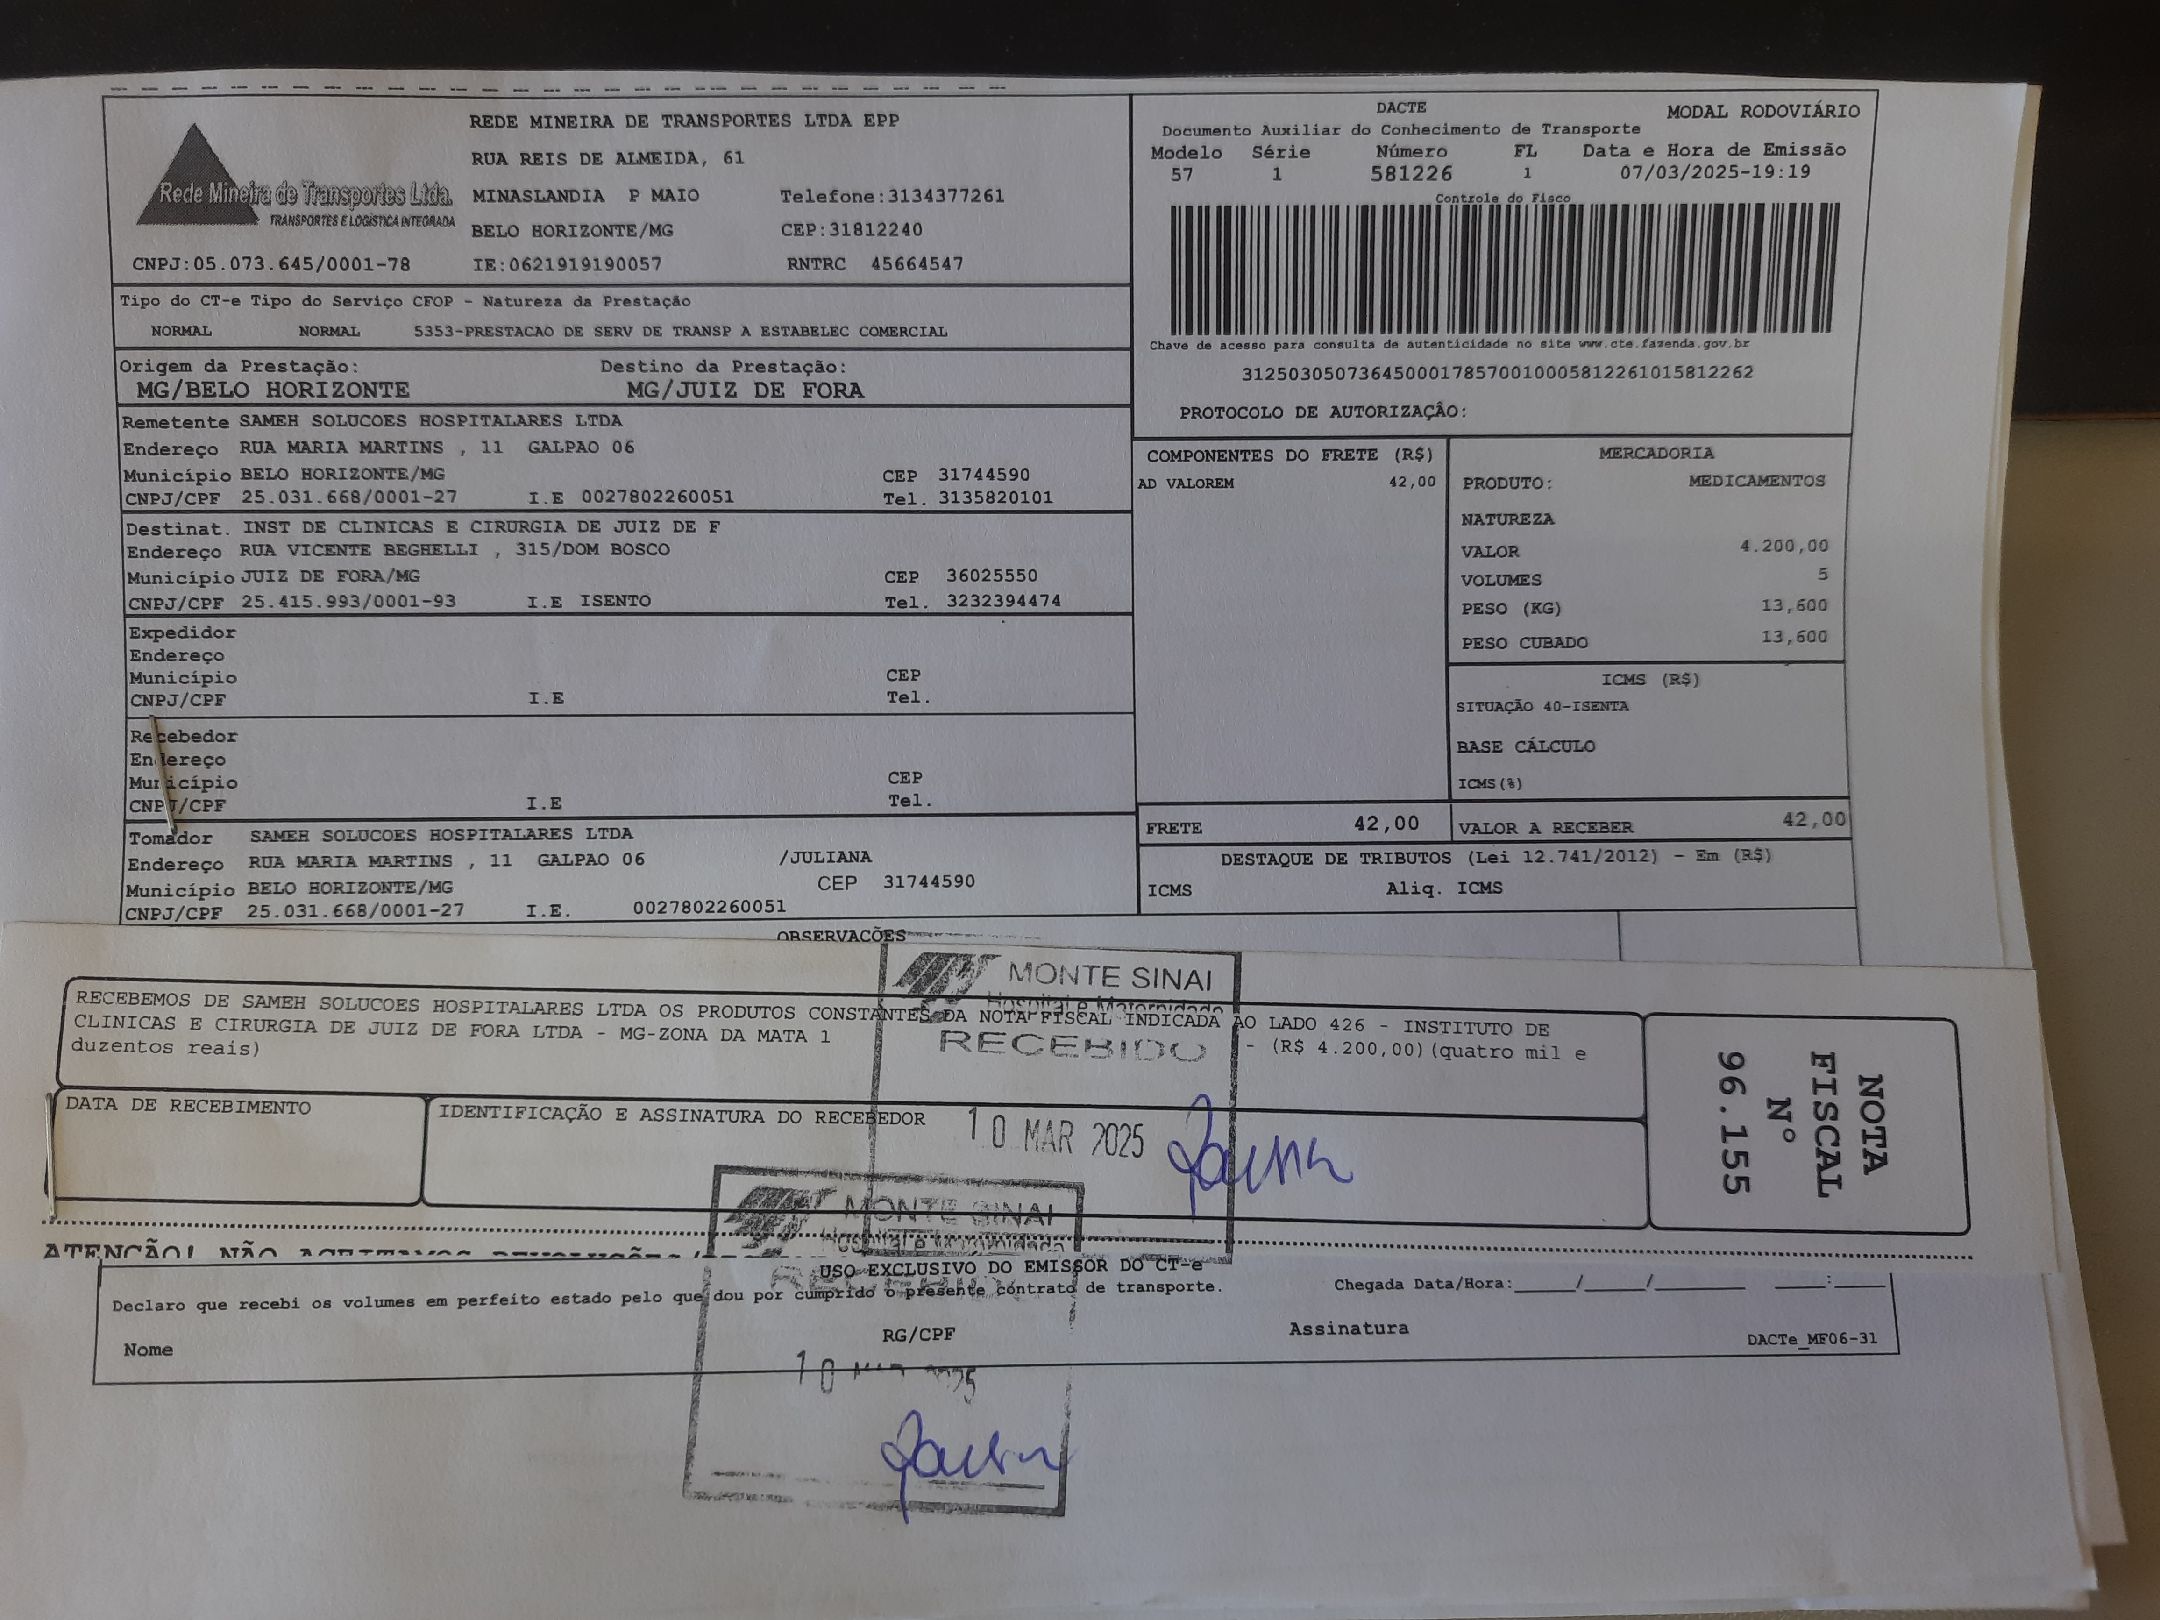 REDE MINEIRA DE TRANSPORTES LTDA EPP
RUA REIS DE ALMEIDA, 61
Rede Mineira de Transportes Ltda.
TRANSPORTES E LOGÍSTICA INTEGRADA
MINASLANDIA P MAIO Telefone:3134377261
BELO HORIZONTE/MG CEP:31812240
CNPJ:05.073.645/0001-78 IE:0621919190057 RNTRC 45664547
DACTE MODAL RODOVIÁRIO
Documento Auxiliar do Conhecimento de Transporte
Modelo Série Número FL Data e Hora de Emissão
57 1 581226 1 07/03/2025-19:19
Controle do Fisco
Chave de acesso para consulta de autenticidade no site www.cte.fazenda.gov.br
31250305073645000178570010005812261015812262
PROTOCOLO DE AUTORIZAÇÃO:
Tipo do CT-e Tipo do Serviço CFOP - Natureza da Prestação
NORMAL NORMAL 5353-PRESTACAO DE SERV DE TRANSP A ESTABELEC COMERCIAL
Origem da Prestação: Destino da Prestação:
MG/BELO HORIZONTE MG/JUIZ DE FORA
Remetente SAMEH SOLUCOES HOSPITALARES LTDA
Endereço RUA MARIA MARTINS , 11 GALPAO 06
Município BELO HORIZONTE/MG CEP 31744590
CNPJ/CPF 25.031.668/0001-27 I.E 0027802260051 Tel. 3135820101
Destinat. INST DE CLINICAS E CIRURGIA DE JUIZ DE F
Endereço RUA VICENTE BEGHELLI , 315/DOM BOSCO
Município JUIZ DE FORA/MG CEP 36025550
CNPJ/CPF 25.415.993/0001-93 I.E ISENTO Tel. 3232394474
Expedidor
Endereço
Município CEP
CNPJ/CPF I.E Tel.
Recebedor
Endereço
Município CEP
CNPJ/CPF I.E Tel.
Tomador SAMEH SOLUCOES HOSPITALARES LTDA
Endereço RUA MARIA MARTINS , 11 GALPAO 06 /JULIANA
Município BELO HORIZONTE/MG CEP 31744590
CNPJ/CPF 25.031.668/0001-27 I.E. 0027802260051
COMPONENTES DO FRETE (R$)
AD VALOREM 42,00
MERCADORIA
PRODUTO: MEDICAMENTOS
NATUREZA
VALOR 4.200,00
VOLUMES 5
PESO (KG) 13,600
PESO CUBADO 13,600
ICMS (R$)
SITUAÇÃO 40-ISENTA
BASE CÁLCULO
ICMS(%)
FRETE 42,00 VALOR A RECEBER 42,00
DESTAQUE DE TRIBUTOS (Lei 12.741/2012) - Em (R$)
ICMS Aliq. ICMS
OBSERVAÇÕES
MONTE SINAI
Hospital e Maternidade
RECEBIDO
10 MAR 2025
RECEBEMOS DE SAMEH SOLUCOES HOSPITALARES LTDA OS PRODUTOS CONSTANTES DA NOTA FISCAL INDICADA AO LADO 426 - INSTITUTO DE
CLINICAS E CIRURGIA DE JUIZ DE FORA LTDA - MG-ZONA DA MATA 1 - (R$ 4.200,00)(quatro mil e
duzentos reais)
DATA DE RECEBIMENTO IDENTIFICAÇÃO E ASSINATURA DO RECEBEDOR
NOTA
FISCAL
Nº
96.155
ATENÇÃO! NÃO ACEITAMOS
MONTE SINAI
Hospital e Maternidade
RECEBIDO
10 MAR 2025
USO EXCLUSIVO DO EMISSOR DO CT-e
Declaro que recebi os volumes em perfeito estado pelo que dou por cumprido o presente contrato de transporte. Chegada Data/Hora:____/____/______ ____:____
Nome RG/CPF Assinatura DACTe_MF06-31